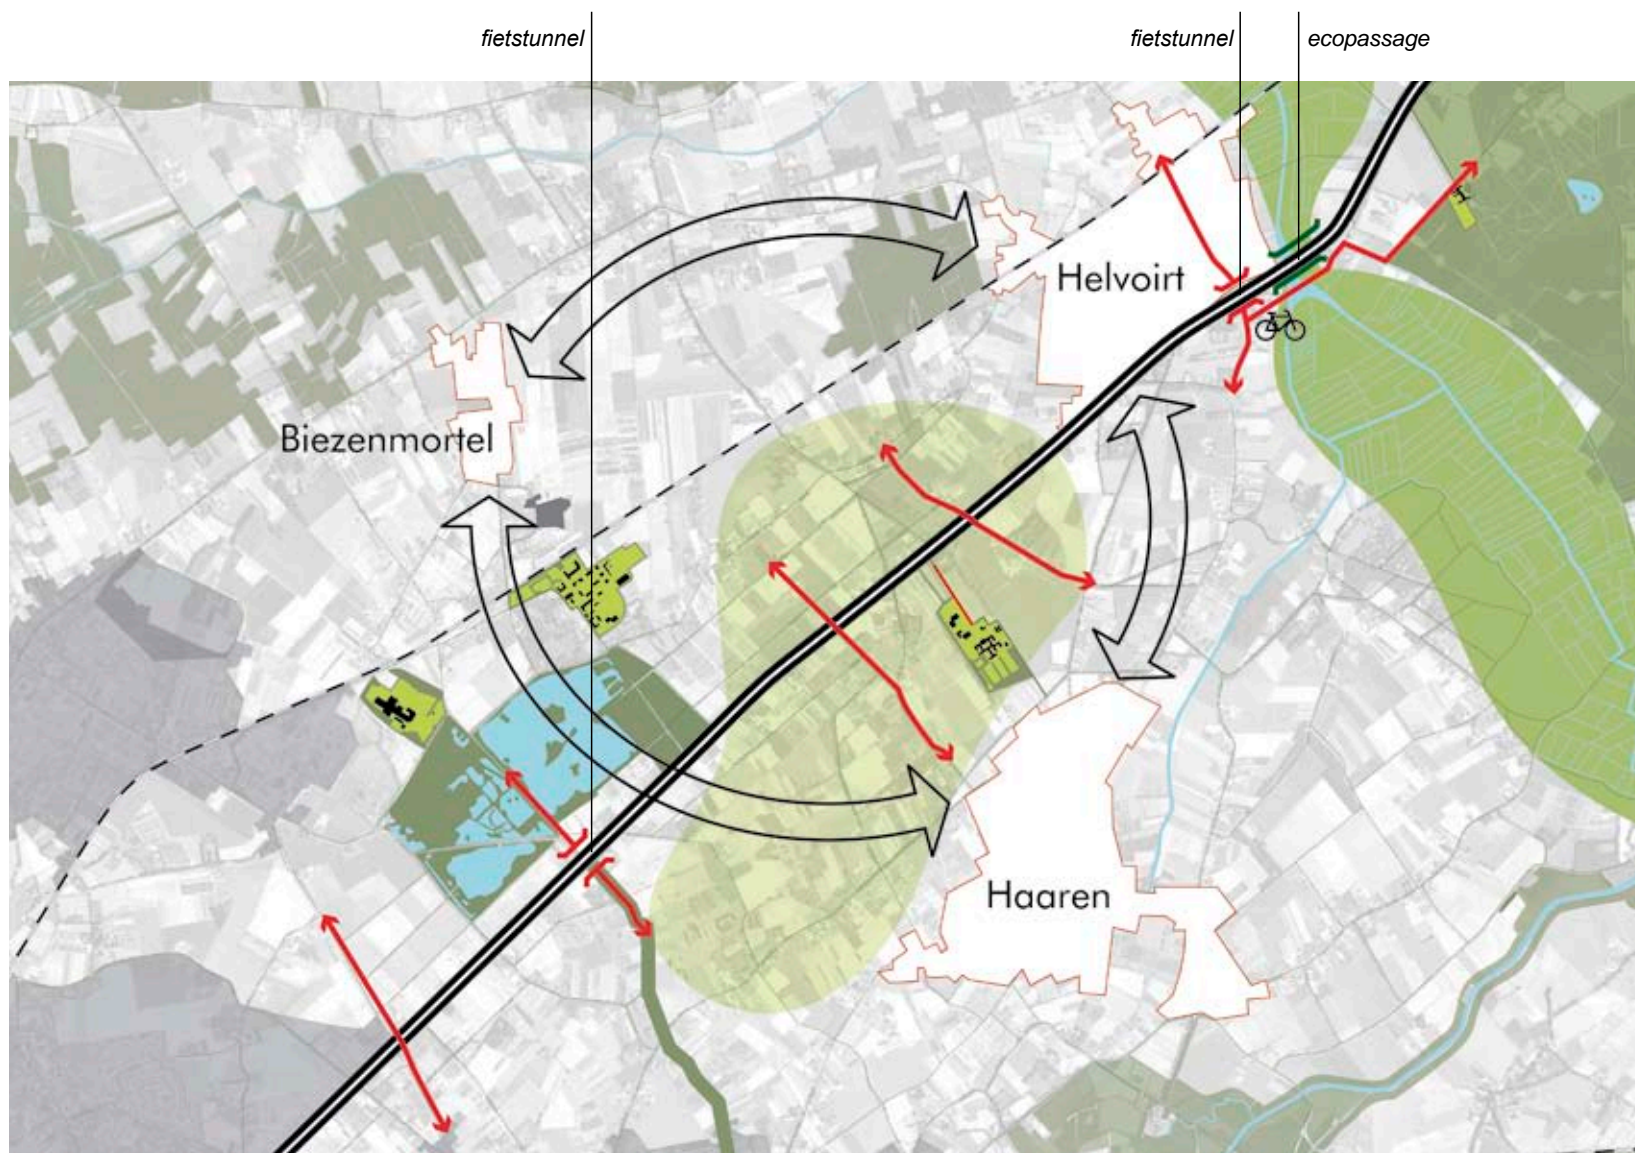 fietstunnel
fietstunnel
ecopassage
Helvoirt
Biezenmortel
Haaren